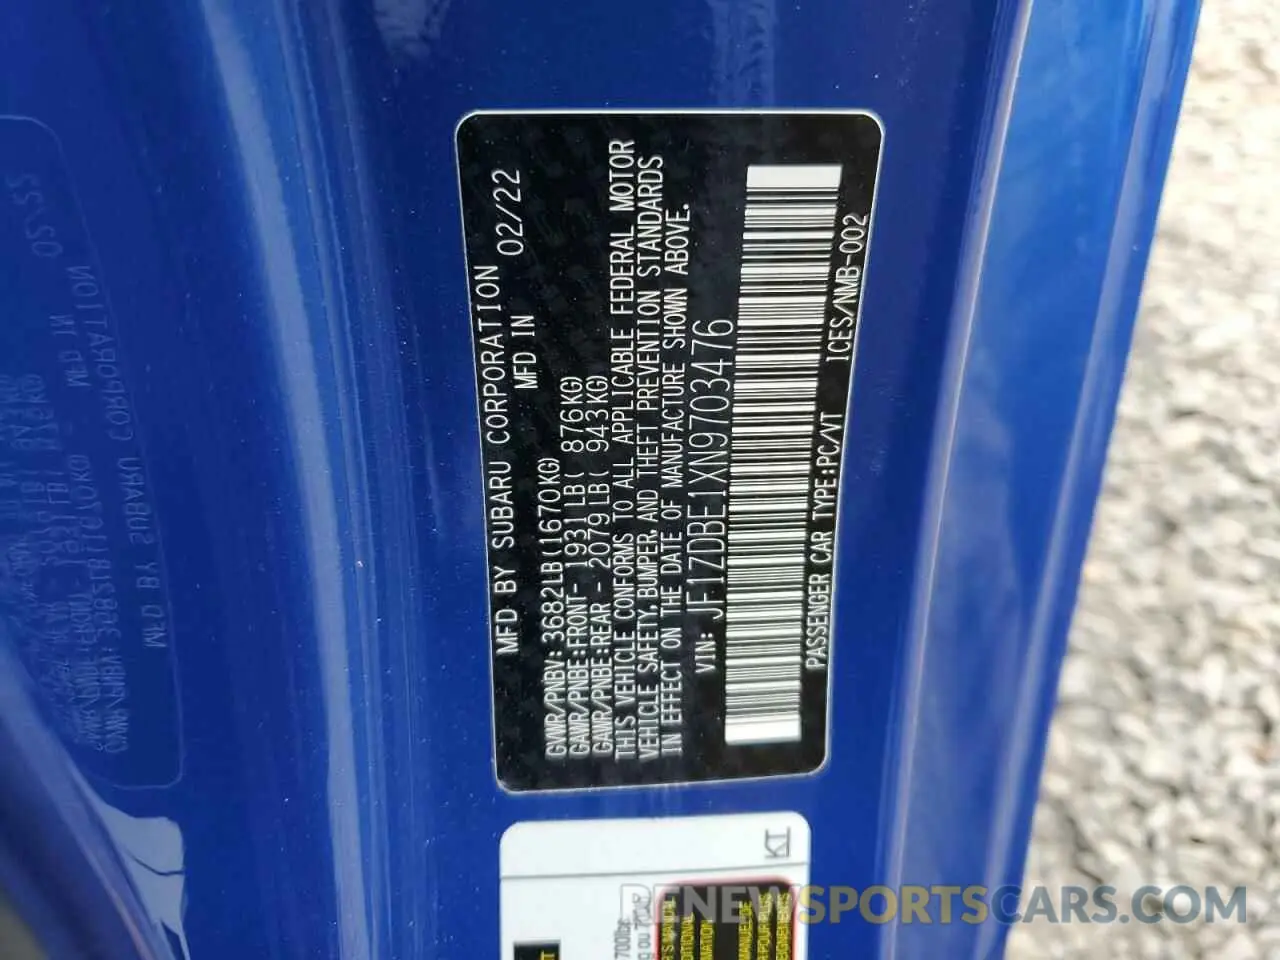 MFD BY SUBARU CORPORATION
MFD IN 02/22
GVWR/PNBV: 3682LB(1670KG)
GAWR/PNBE:FRONT- 1931LB( 876KG)
GAWR/PNBE:REAR - 2079LB( 943KG)
THIS VEHICLE CONFORMS TO ALL APPLICABLE FEDERAL MOTOR
VEHICLE SAFETY, BUMPER, AND THEFT PREVENTION STANDARDS
IN EFFECT ON THE DATE OF MANUFACTURE SHOWN ABOVE.
VIN: JF1ZDBE1XN9703476
PASSENGER CAR TYPE:PC/VT ICES/NMB-002
KT
RENEWSPORTSCARS.COM